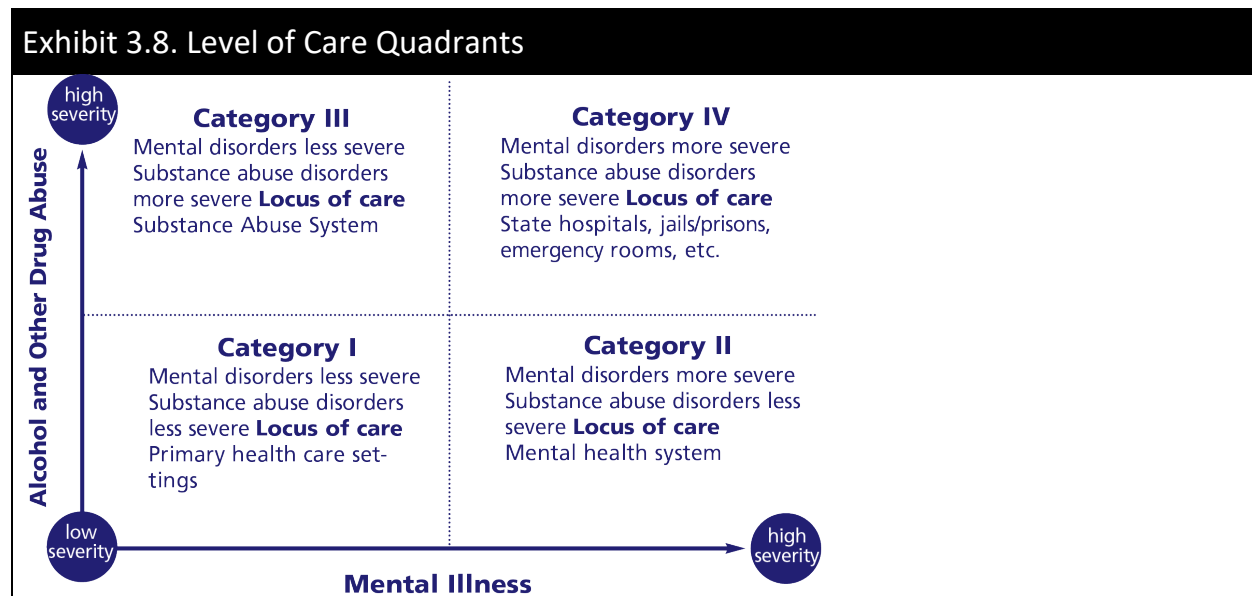 Exhibit 3.8. Level of Care Quadrants
high
severity
Alcohol and Other Drug Abuse
Category III
Mental disorders less severe
Substance abuse disorders
more severe Locus of care
Substance Abuse System
Category IV
Mental disorders more severe
Substance abuse disorders
more severe Locus of care
State hospitals, jails/prisons,
emergency rooms, etc.
Category I
Mental disorders less severe
Substance abuse disorders
less severe Locus of care
Primary health care set-
tings
Category II
Mental disorders more severe
Substance abuse disorders less
severe Locus of care
Mental health system
low
severity
high
severity
Mental Illness